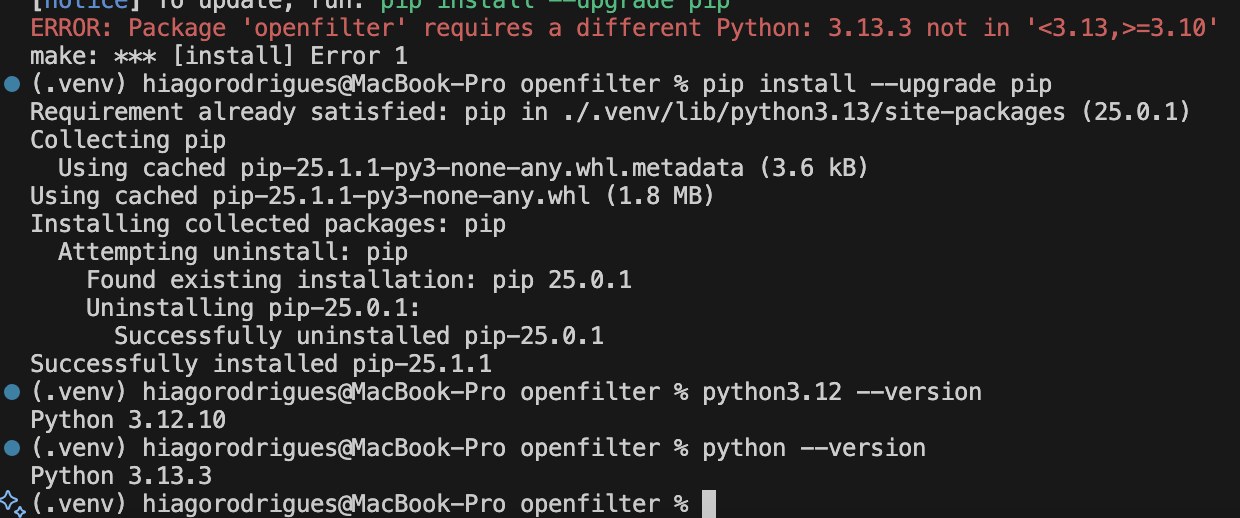 [notice] To update, run: pip install --upgrade pip
ERROR: Package 'openfilter' requires a different Python: 3.13.3 not in '<3.13,>=3.10'
make: *** [install] Error 1
(.venv) hiagorodrigues@MacBook-Pro openfilter % pip install --upgrade pip
Requirement already satisfied: pip in ./.venv/lib/python3.13/site-packages (25.0.1)
Collecting pip
  Using cached pip-25.1.1-py3-none-any.whl.metadata (3.6 kB)
Using cached pip-25.1.1-py3-none-any.whl (1.8 MB)
Installing collected packages: pip
  Attempting uninstall: pip
    Found existing installation: pip 25.0.1
    Uninstalling pip-25.0.1:
      Successfully uninstalled pip-25.0.1
Successfully installed pip-25.1.1
(.venv) hiagorodrigues@MacBook-Pro openfilter % python3.12 --version
Python 3.12.10
(.venv) hiagorodrigues@MacBook-Pro openfilter % python --version
Python 3.13.3
(.venv) hiagorodrigues@MacBook-Pro openfilter %